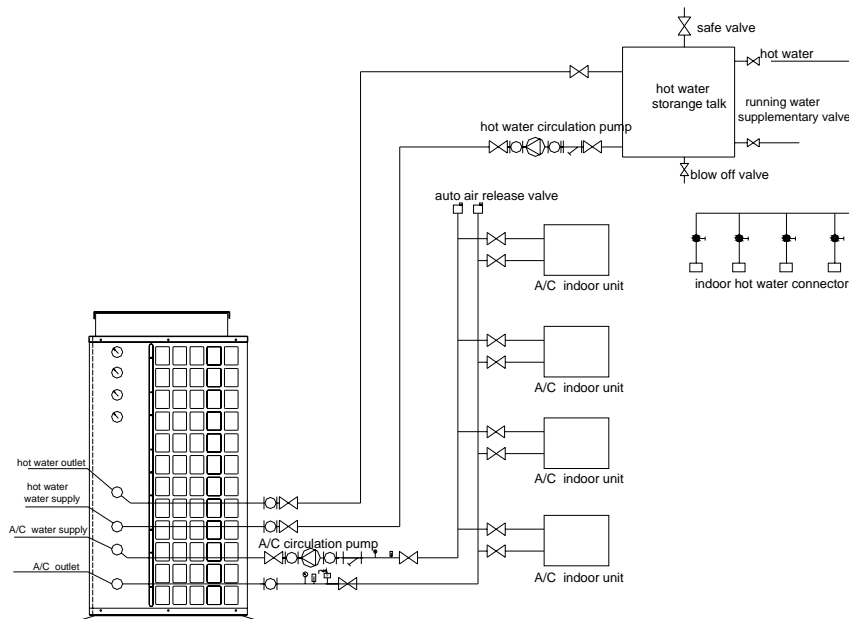 safe valve
hot water
hot water
storange talk
running water
supplementary valve
hot water circulation pump
blow off valve
auto air release valve
A/C indoor unit
indoor hot water connector
A/C indoor unit
hot water outlet
hot water
water supply
A/C indoor unit
A/C water supply
A/C circulation pump
A/C outlet
A/C indoor unit